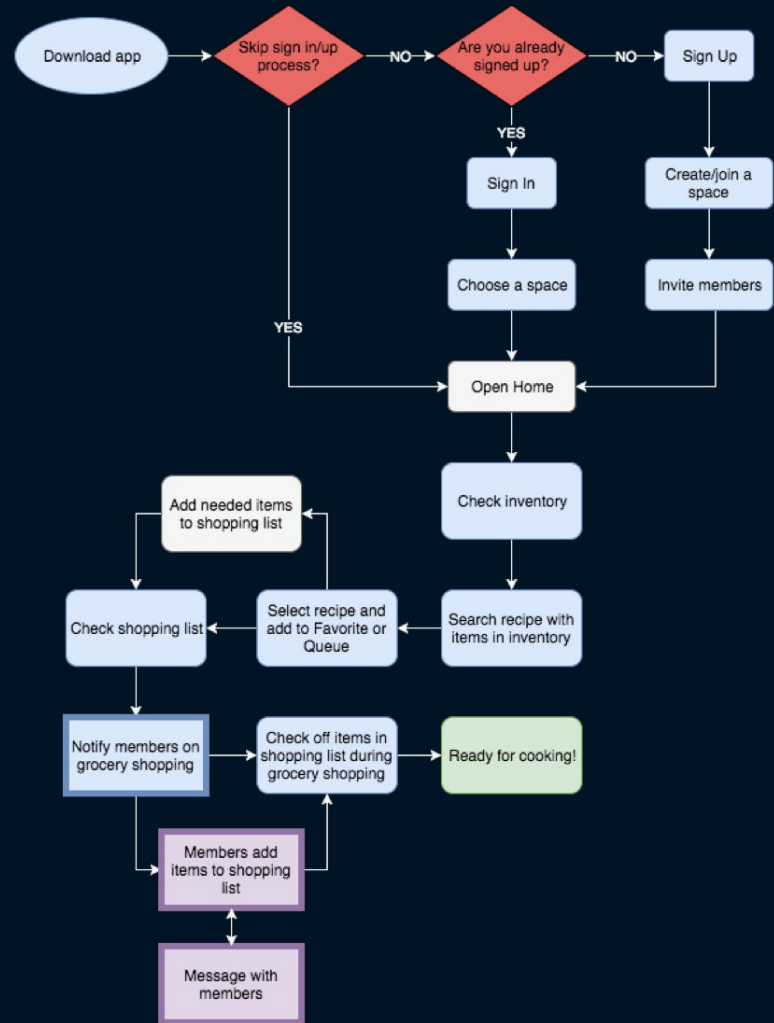 Download app
Skip sign in/up
process?
NO
Are you already
signed up?
NO
Sign Up
YES
Sign In
Create/join a
space
Choose a space
Invite members
YES
Open Home
Check inventory
Add needed items
to shopping list
Check shopping list
Select recipe and
add to Favorite or
Queue
Search recipe with
items in inventory
Notify members on
grocery shopping
Check off items in
shopping list during
grocery shopping
Ready for cooking!
Members add
items to shopping
list
Message with
members